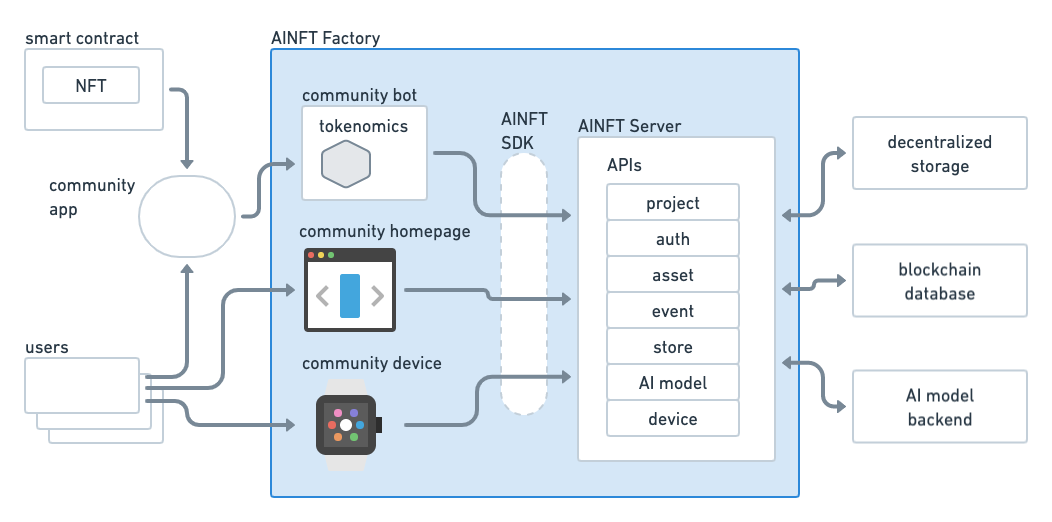 smart contract
NFT
community
app
users
AINFT Factory
community bot
tokenomics
community homepage
community device
AINFT
SDK
AINFT Server
APIs
project
auth
asset
event
store
AI model
device
decentralized
storage
blockchain
database
AI model
backend